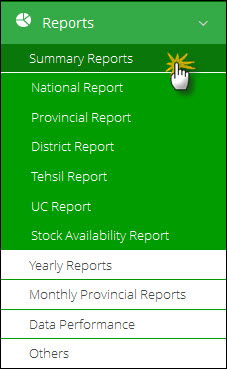 Reports
Summary Reports
National Report
Provincial Report
District Report
Tehsil Report
UC Report
Stock Availability Report
Yearly Reports
Monthly Provincial Reports
Data Performance
Others